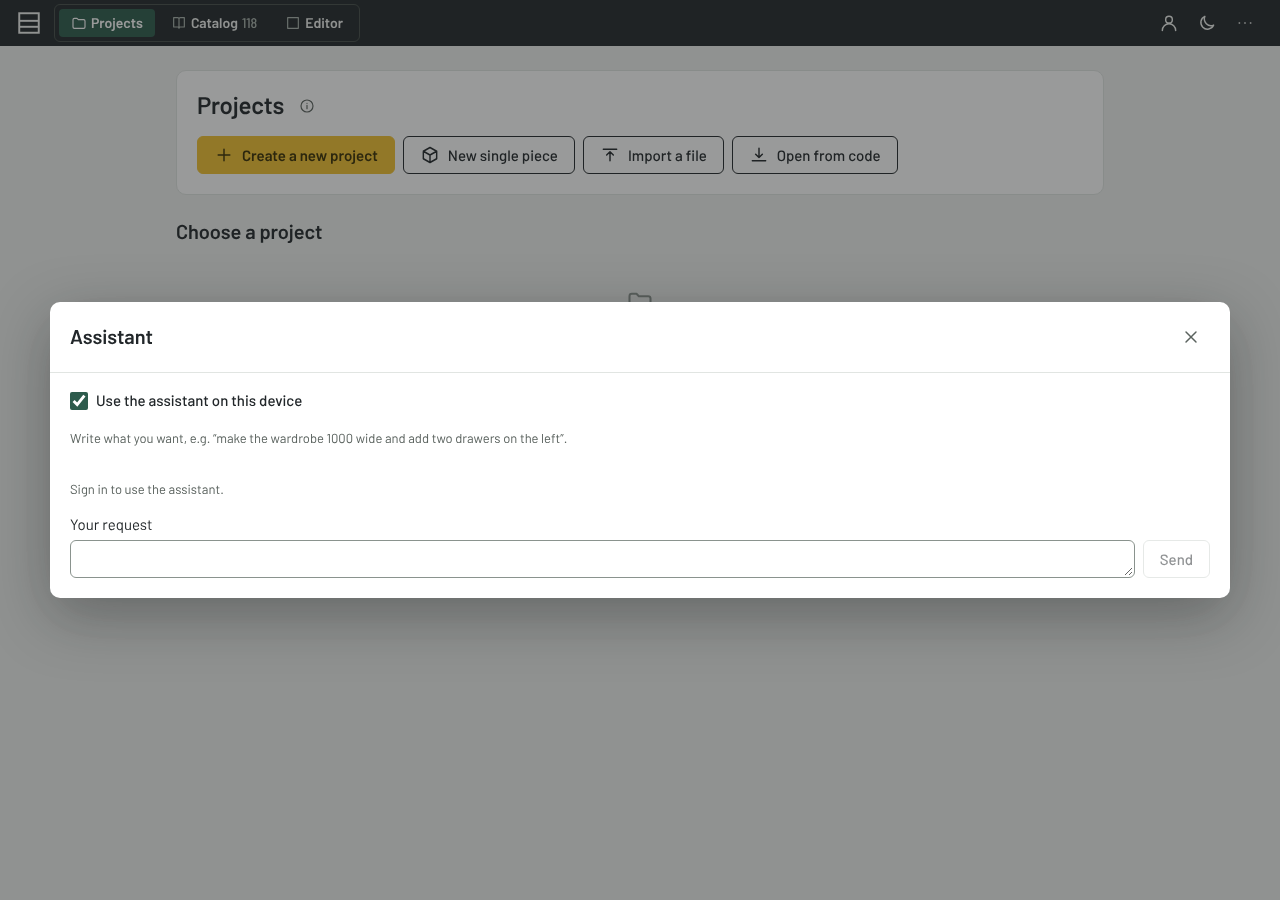 Projects
Catalog 118
Editor
Projects
Create a new project
New single piece
Import a file
Open from code
Choose a project
Assistant
Use the assistant on this device
Write what you want, e.g. “make the wardrobe 1000 wide and add two drawers on the left”.
Sign in to use the assistant.
Your request
Send